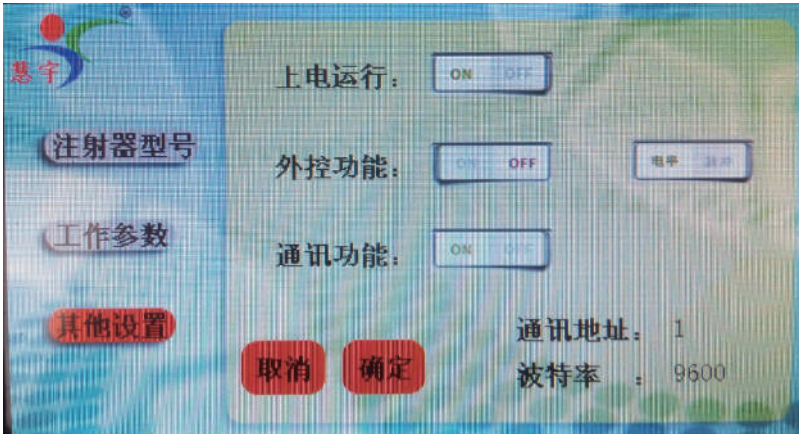 ®
慧宇
上电运行： ON OFF
注射器型号
外控功能： ON OFF 电平 脉冲
工作参数
通讯功能： ON OFF
其他设置
通讯地址： 1
取消 确定
波特率 ： 9600